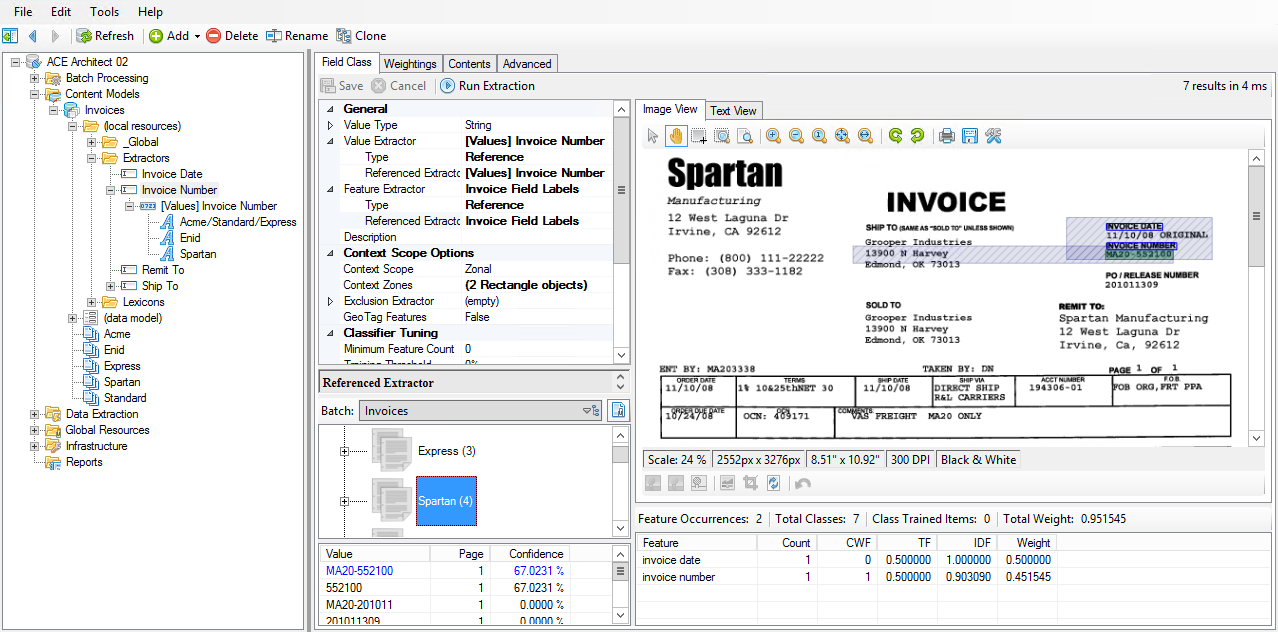 File Edit Tools Help
Refresh Add Delete Rename Clone
ACE Architect 02
Batch Processing
Content Models
Invoices
(local resources)
_Global
Extractors
Invoice Date
Invoice Number
[Values] Invoice Number
Acme/Standard/Express
Enid
Spartan
Remit To
Ship To
Lexicons
(data model)
Acme
Enid
Express
Spartan
Standard
Data Extraction
Global Resources
Infrastructure
Reports
Field Class Weightings Contents Advanced
Save Cancel Run Extraction 7 results in 4 ms
General
Value Type String
Value Extractor [Values] Invoice Number
Type Reference
Referenced Extractc [Values] Invoice Number
Feature Extractor Invoice Field Labels
Type Reference
Referenced Extractc Invoice Field Labels
Description
Context Scope Options
Context Scope Zonal
Context Zones (2 Rectangle objects)
Exclusion Extractor (empty)
GeoTag Features False
Classifier Tuning
Minimum Feature Count 0
Training Threshold 0%
Referenced Extractor
Batch: Invoices
Express (3)
Spartan (4)
Value Page Confidence
MA20-552100 1 67.0231 %
552100 1 67.0231 %
MA20-201011 1 0.0000 %
201011309 1 0.0000 %
Image View Text View
Spartan
Manufacturing
12 West Laguna Dr
Irvine, CA 92612
Phone: (800) 111-22222
Fax: (308) 333-1182
INVOICE
SHIP TO (SAME AS "SOLD TO" UNLESS SHOWN)
Grooper Industries
13900 N Harvey
Edmond, OK 73013
INVOICE DATE
11/10/08 ORIGINAL
INVOICE NUMBER
MA20-552100
PO / RELEASE NUMBER
201011309
SOLD TO
Grooper Industries
13900 N Harvey
Edmond, OK 73013
REMIT TO:
Spartan Manufacturing
12 West Laguna Dr
Irvine, Ca, 92612
ENT BY: MA203338 TAKEN BY: DN PAGE 1 OF 1
ORDER DATE TERMS SHIP DATE SHIP VIA ACCT NUMBER F.O.B.
11/10/08 1% 10&25thNET 30 11/10/08 DIRECT SHIP 194306-01 FOB ORG,FRT PPA
R&L CARRIERS
ORDER DUE DATE OCN COMMENTS
10/24/08 OCN: 409171 VAS FREIGHT MA20 ONLY
Scale: 24 % 2552px x 3276px 8.51" x 10.92" 300 DPI Black & White
Feature Occurrences: 2 Total Classes: 7 Class Trained Items: 0 Total Weight: 0.951545
Feature Count CWF TF IDF Weight
invoice date 1 0 0.500000 1.000000 0.500000
invoice number 1 1 0.500000 0.903090 0.451545